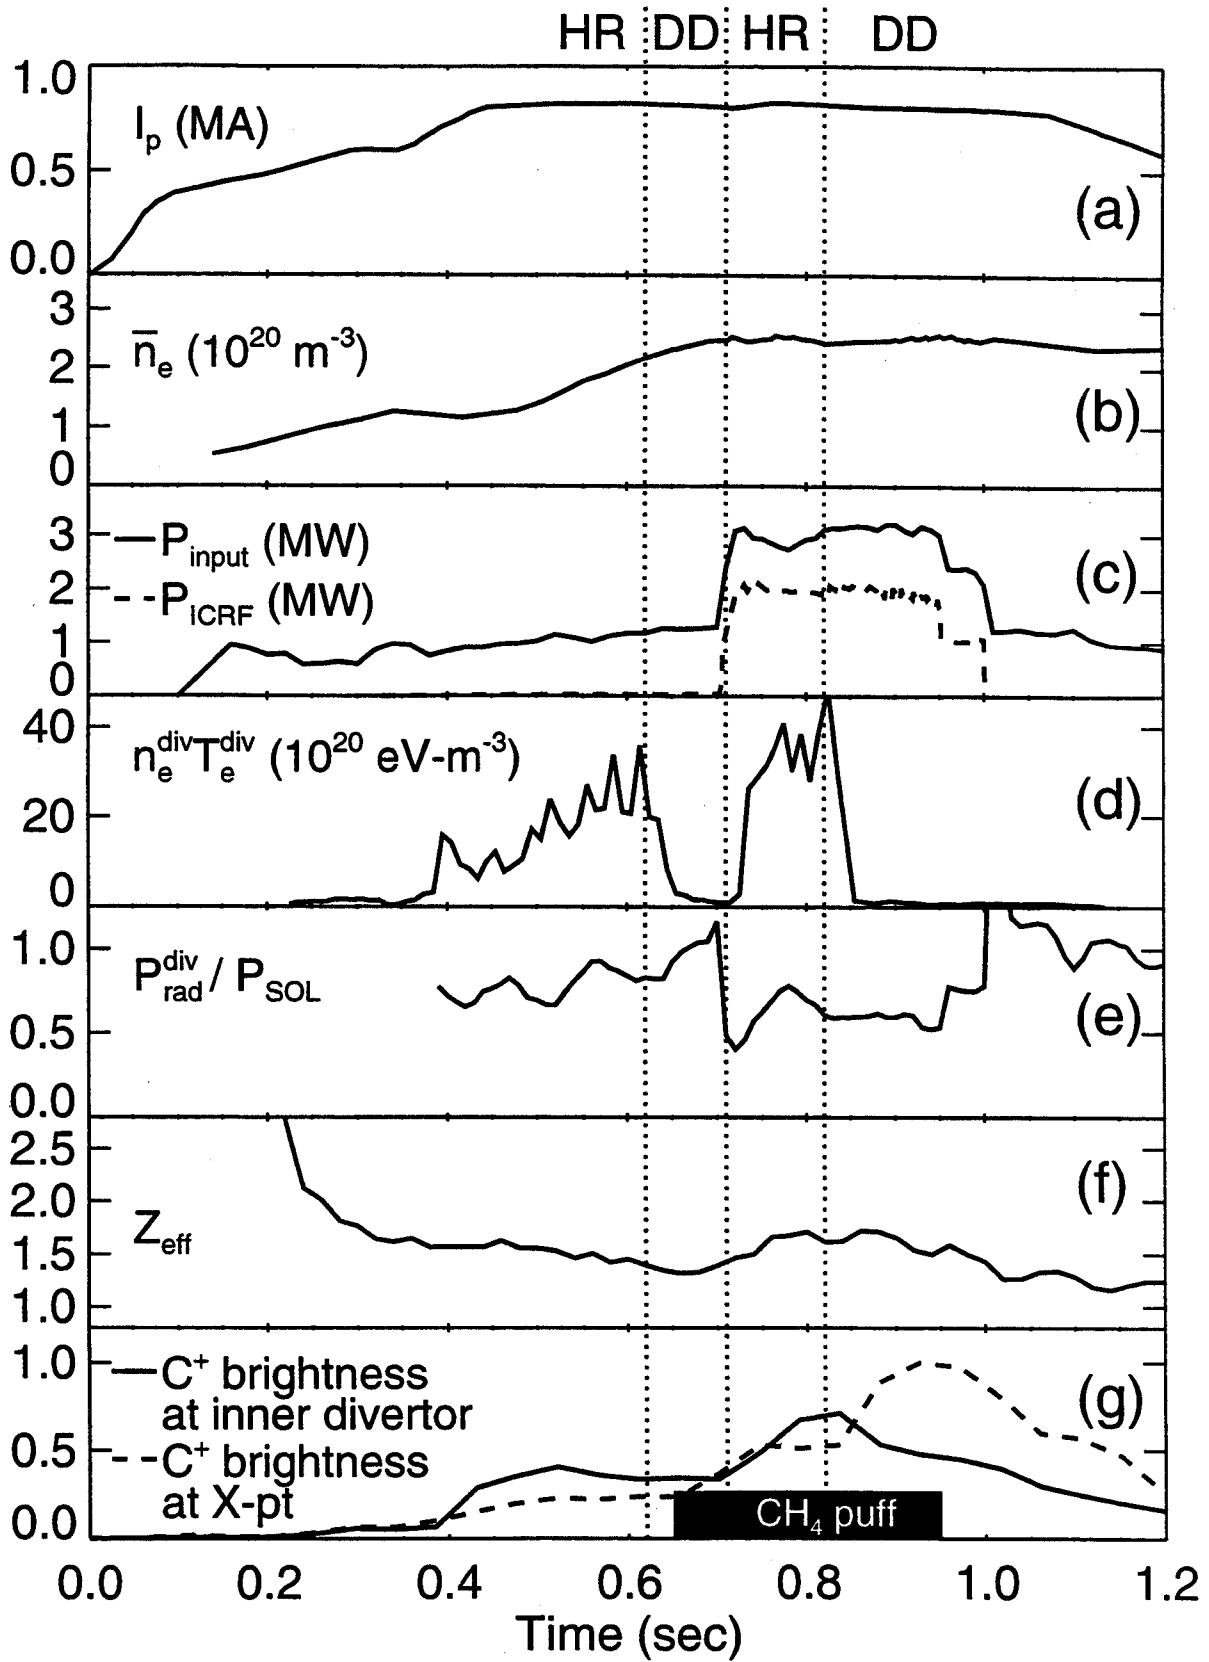 HR DD HR DD
1.0
I_p (MA)
0.5
(a)
0.0
3
n̄_e (10^20 m^-3)
2
(b)
1
0
3 P_input (MW)
(c)
2 P_ICRF (MW)
1
0
40
n_e^div T_e^div (10^20 eV-m^-3)
(d)
20
0
1.0
P_rad^div / P_SOL
(e)
0.5
0.0
2.5
(f)
2.0
Z_eff
1.5
1.0
1.0 C^+ brightness
at inner divertor
(g)
0.5 C^+ brightness
at X-pt
CH_4 puff
0.0
0.0 0.2 0.4 0.6 0.8 1.0 1.2
Time (sec)